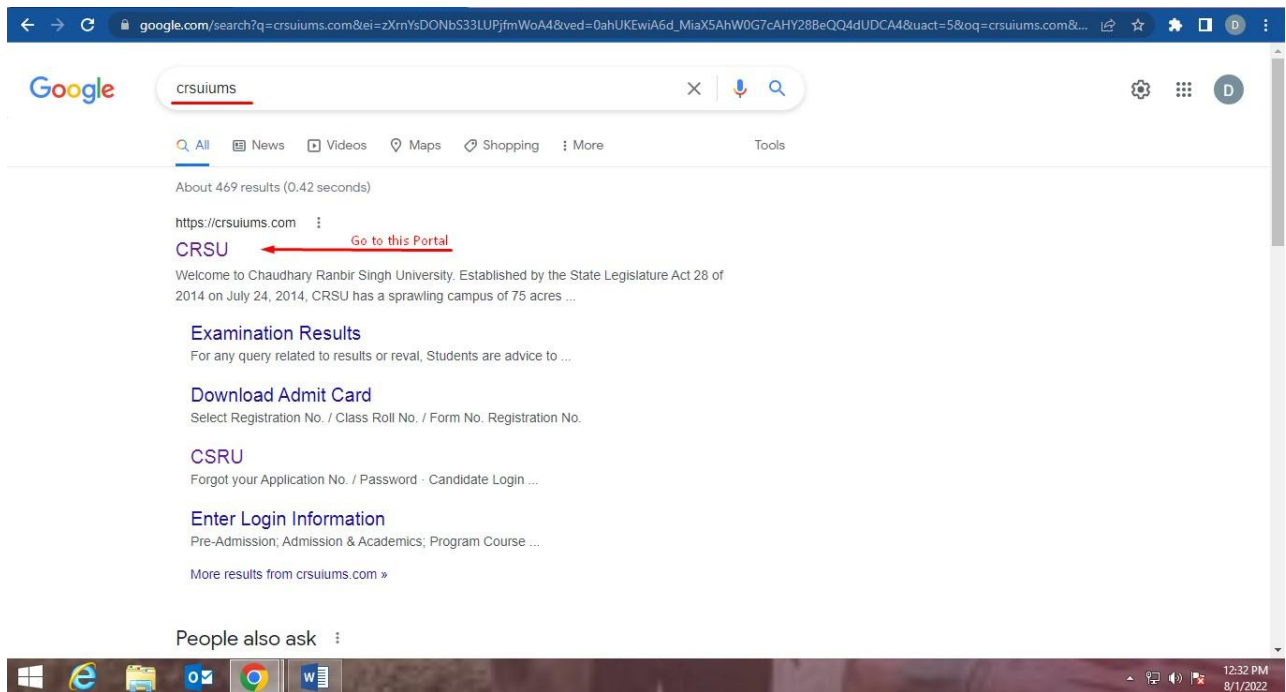 google.com/search?q=crsuiums.com&ei=zXrnYsDONbS33LUPjfmWoA4&ved=0ahUKEwiA6d_MiaX5AhW0G7cAHY28BeQQ4dUDCA4&uact=5&oq=crsuiums.com&...
D
Google
crsuiums
D
All News Videos Maps Shopping More Tools
About 469 results (0.42 seconds)
https://crsuiums.com
CRSU
Go to this Portal
Welcome to Chaudhary Ranbir Singh University. Established by the State Legislature Act 28 of
2014 on July 24, 2014, CRSU has a sprawling campus of 75 acres ...
Examination Results
For any query related to results or reval, Students are advice to ...
Download Admit Card
Select Registration No. / Class Roll No. / Form No. Registration No.
CSRU
Forgot your Application No. / Password · Candidate Login ...
Enter Login Information
Pre-Admission; Admission & Academics; Program Course ...
More results from crsuiums.com »
People also ask
12:32 PM
8/1/2022